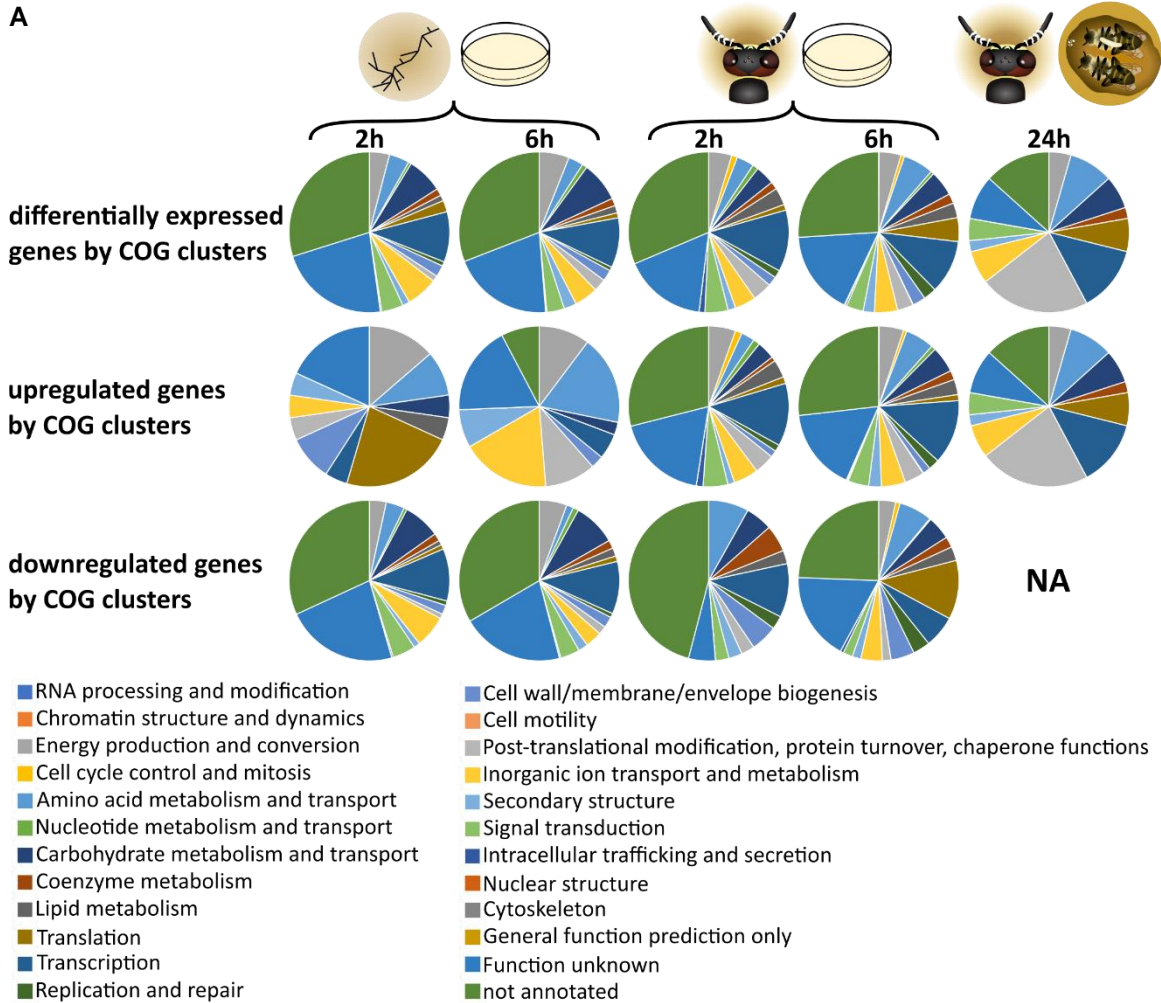 A
2h 6h 2h 6h 24h
differentially expressed
genes by COG clusters
upregulated genes
by COG clusters
downregulated genes
by COG clusters
NA
RNA processing and modification
Chromatin structure and dynamics
Energy production and conversion
Cell cycle control and mitosis
Amino acid metabolism and transport
Nucleotide metabolism and transport
Carbohydrate metabolism and transport
Coenzyme metabolism
Lipid metabolism
Translation
Transcription
Replication and repair
Cell wall/membrane/envelope biogenesis
Cell motility
Post-translational modification, protein turnover, chaperone functions
Inorganic ion transport and metabolism
Secondary structure
Signal transduction
Intracellular trafficking and secretion
Nuclear structure
Cytoskeleton
General function prediction only
Function unknown
not annotated